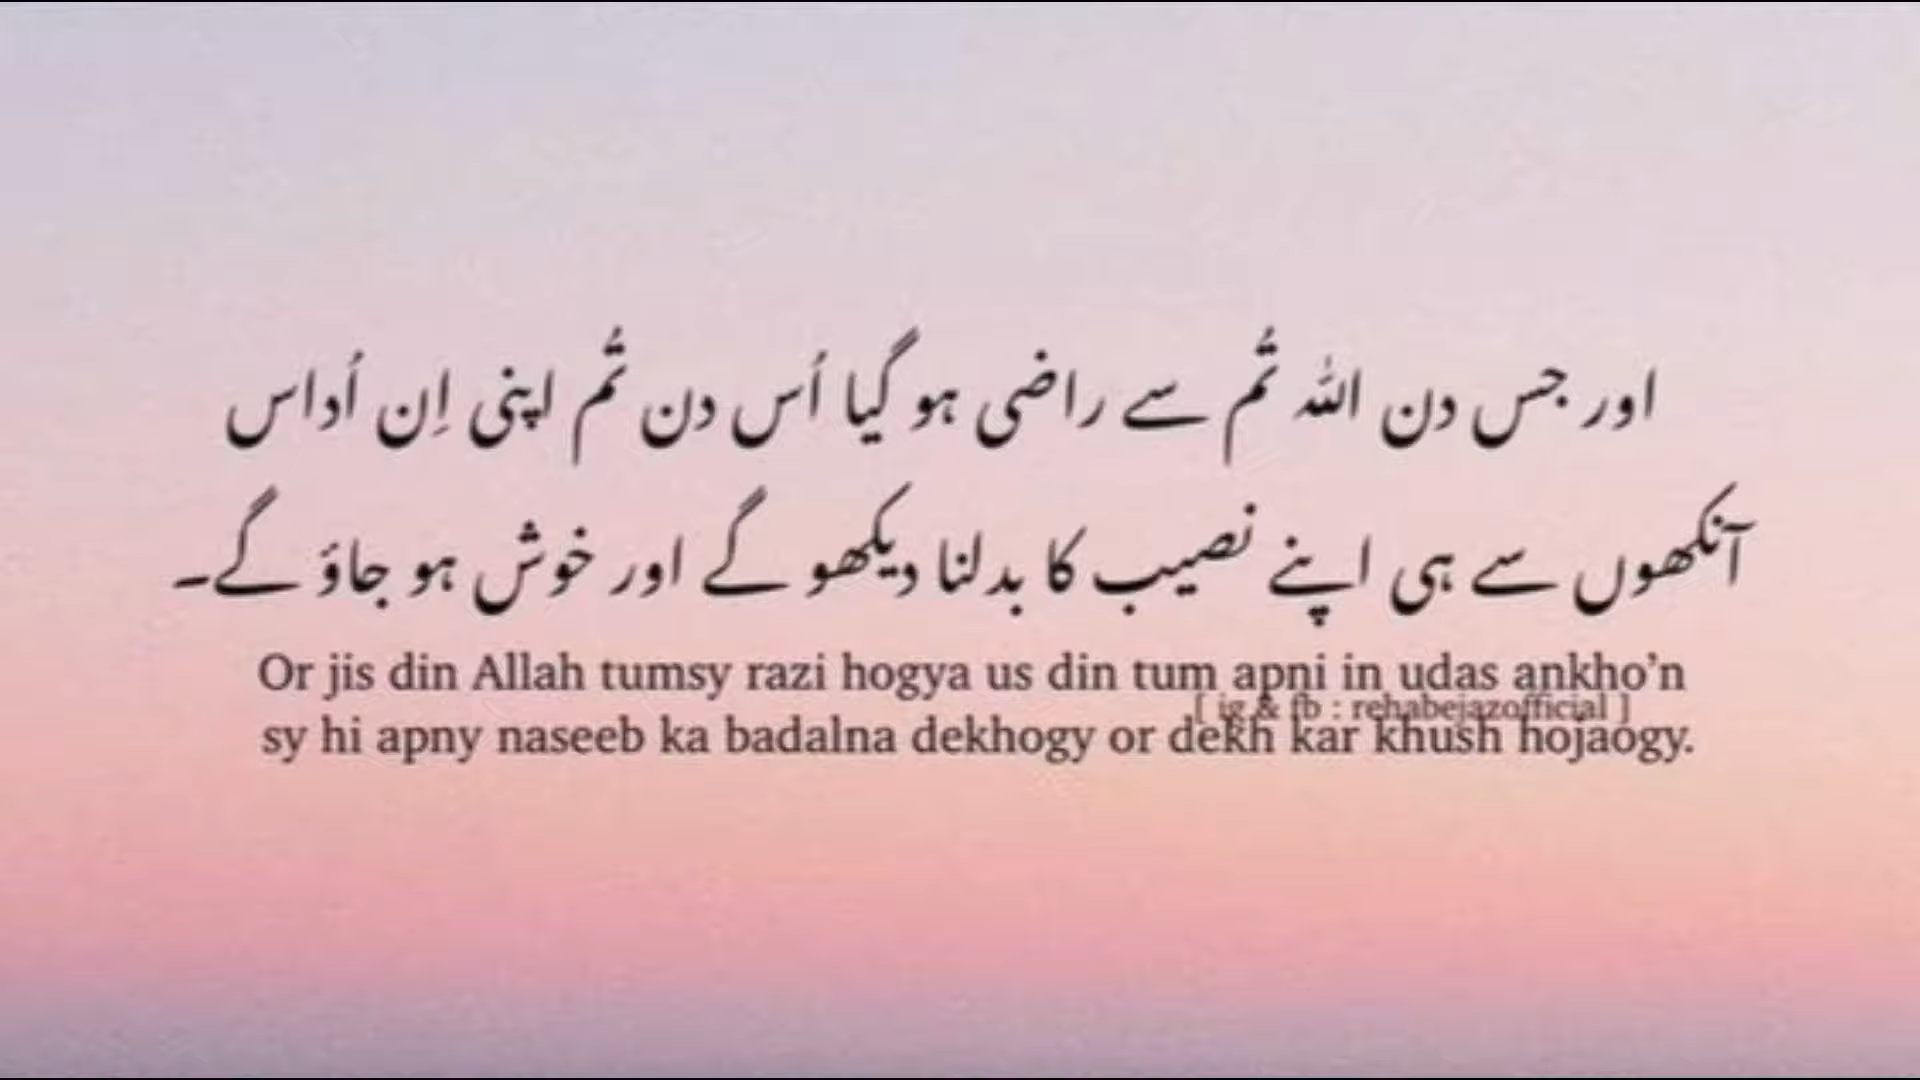 اور جس دن اللہ تُم سے راضی ہو گیا اُس دن تُم اپنی اِن اُداس
آنکھوں سے ہی اپنے نصیب کا بدلنا دیکھو گے اور خوش ہو جاؤ گے۔
Or jis din Allah tumsy razi hogya us din tum apni in udas ankho’n
[ ig & fb : rehabejazofficial ]
sy hi apny naseeb ka badalna dekhogy or dekh kar khush hojaogy.